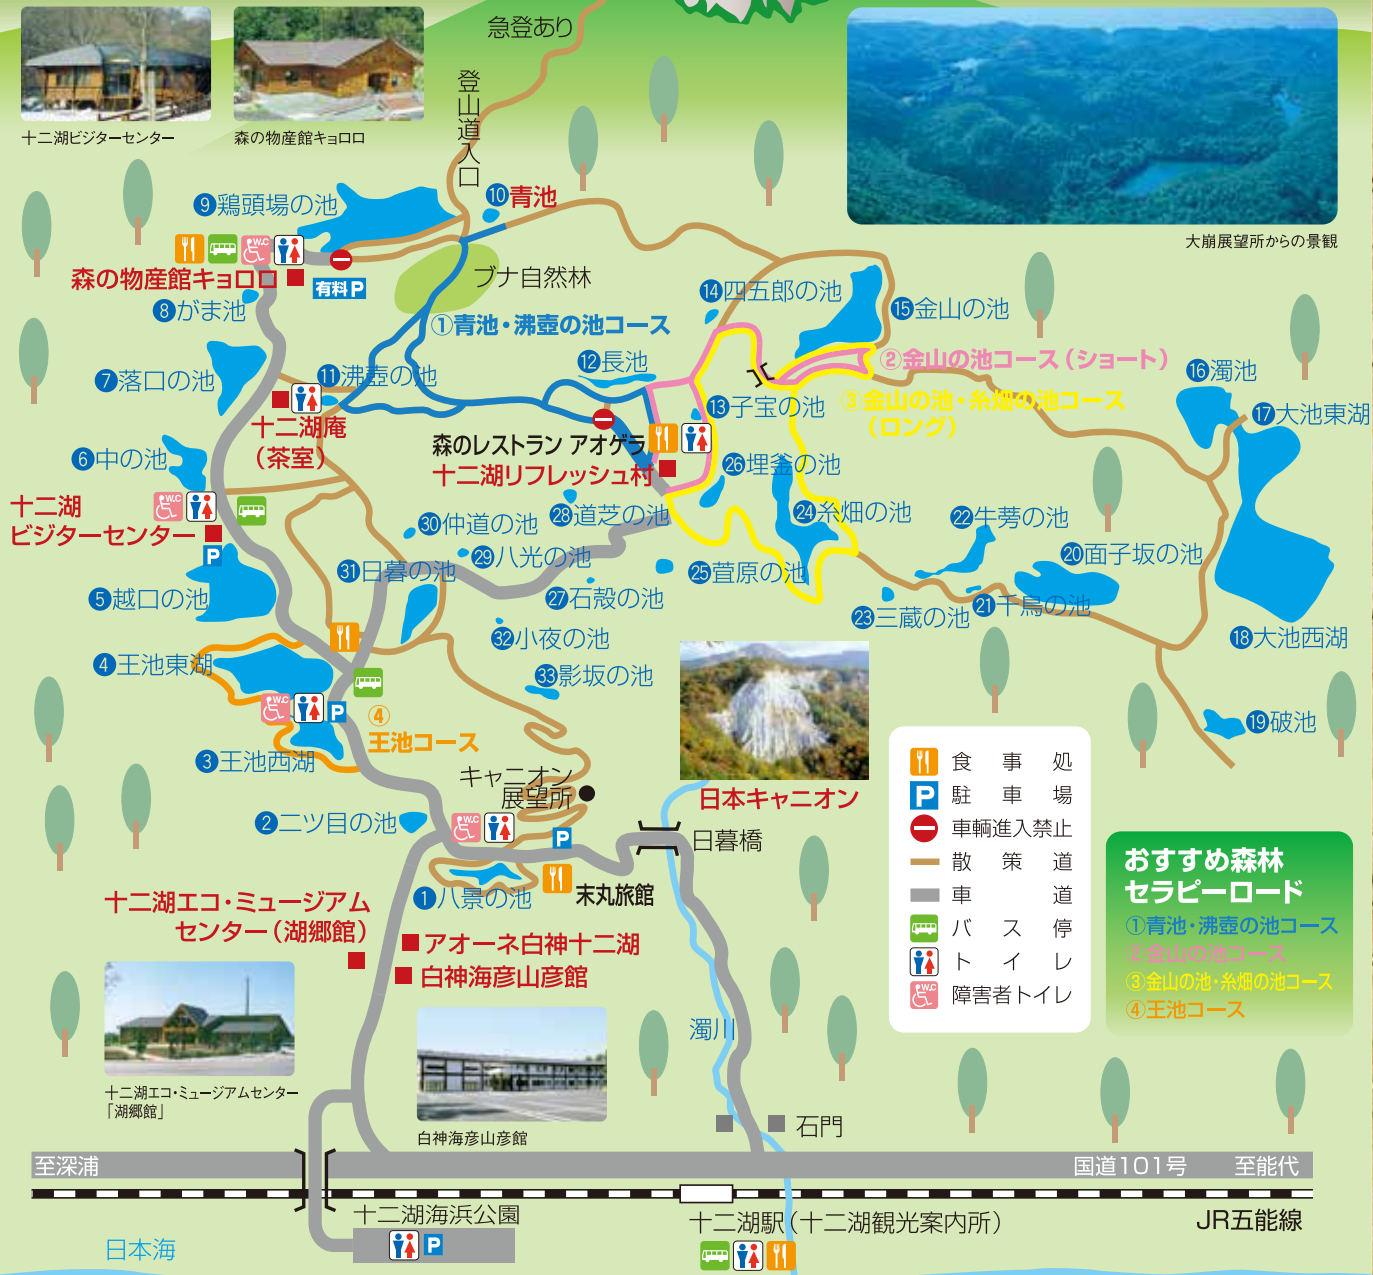 急登あり
登山道入口
十二湖ビジターセンター
森の物産館キョロロ
大崩展望所からの景観
⑨鶏頭場の池
⑩青池
W.C
森の物産館キョロロ
有料P
ブナ自然林
⑧がま池
①青池・沸壺の池コース
⑭四五郎の池
⑮金山の池
⑫長池
②金山の池コース(ショート)
⑦落口の池
⑪沸壺の池
⑬子宝の池
③金山の池・糸畑の池コース
(ロング)
⑯濁池
⑰大池東湖
十二湖庵
(茶室)
森のレストラン アオゲラ
十二湖リフレッシュ村
⑥中の池
㉖埋釜の池
W.C
十二湖
ビジターセンター
P
㉚仲道の池
㉘道芝の池
㉔糸畑の池
㉒牛蒡の池
㉙八光の池
⑳面子坂の池
㉛日暮の池
㉕萱原の池
⑤越口の池
㉗石殻の池
㉓三蔵の池
㉑千鳥の池
㉜小夜の池
⑱大池西湖
④王池東湖
㉝影坂の池
W.C
P
④
王池コース
⑲破池
③王池西湖
キャニオン
展望所
日本キャニオン
②二ツ目の池
W.C
P
日暮橋
①八景の池
末丸旅館
十二湖エコ・ミュージアム
センター(湖郷館)
アオーネ白神十二湖
白神海彦山彦館
食事処
P 駐車場
車輌進入禁止
散策道
車道
バス停
トイレ
W.C 障害者トイレ
おすすめ森林
セラピーロード
①青池・沸壺の池コース
②金山の池コース
③金山の池・糸畑の池コース
④王池コース
濁川
十二湖エコ・ミュージアムセンター
「湖郷館」
白神海彦山彦館
石門
至深浦
国道101号
至能代
十二湖海浜公園
P
十二湖駅(十二湖観光案内所)
JR五能線
日本海